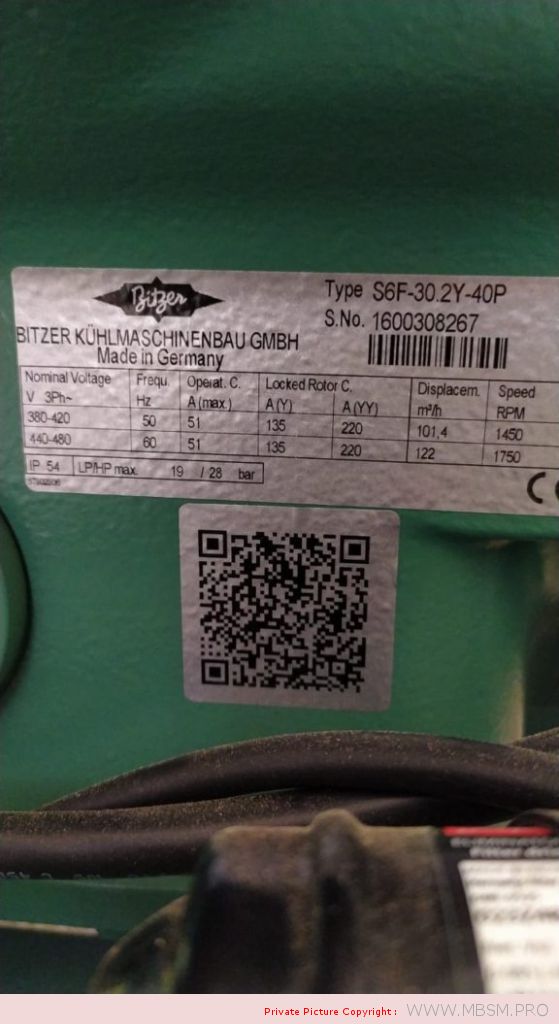 Bitzer
Type S6F-30.2Y-40P
S.No. 1600308267
BITZER KÜHLMASCHINENBAU GMBH
Made in Germany
Nominal Voltage Frequ. Operat. C. Locked Rotor C. Displacem. Speed
V 3Ph~ Hz A (max.) A (Y) A (YY) m³/h RPM
380-420 50 51 135 220 101,4 1450
440-480 60 51 135 220 122 1750
IP 54 LP/HP max. 19 / 28 bar
CE
Private Picture Copyright : WWW.MBSM.PRO